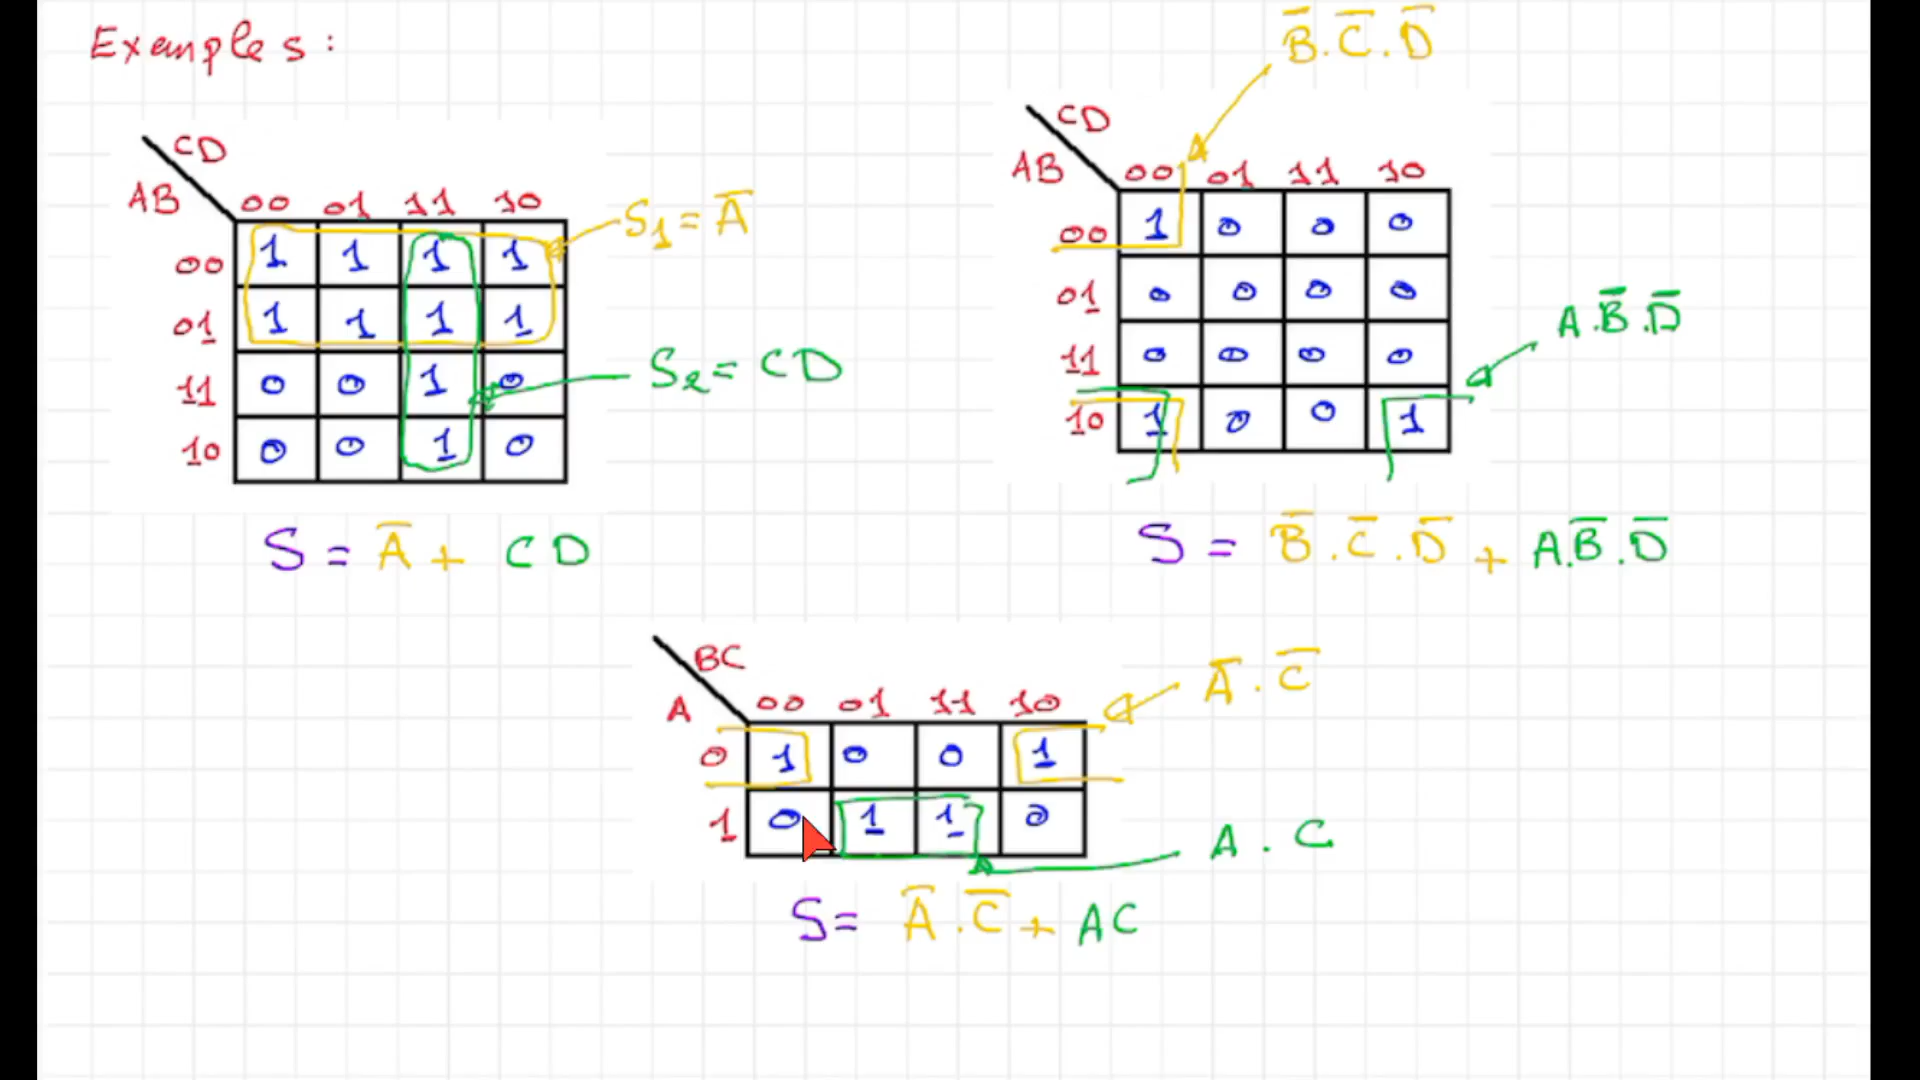 Examples:
CD
AB 00 01 11 10
00 1 1 1 1
01 1 1 1 1
11 0 0 1 0
10 0 0 1 0
S₁ = A̅
S₂ = CD
S = A̅ + CD
B̅.C̅.D̅
CD
AB 00 01 11 10
00 1 0 0 0
01 0 0 0 0
11 0 0 0 0
10 1 0 0 1
A.B̅.D̅
S = B̅.C̅.D̅ + A.B̅.D̅
BC
A 00 01 11 10
0 1 0 0 1
1 0 1 1 0
A̅.C̅
A.C
S= A̅.C̅ + AC